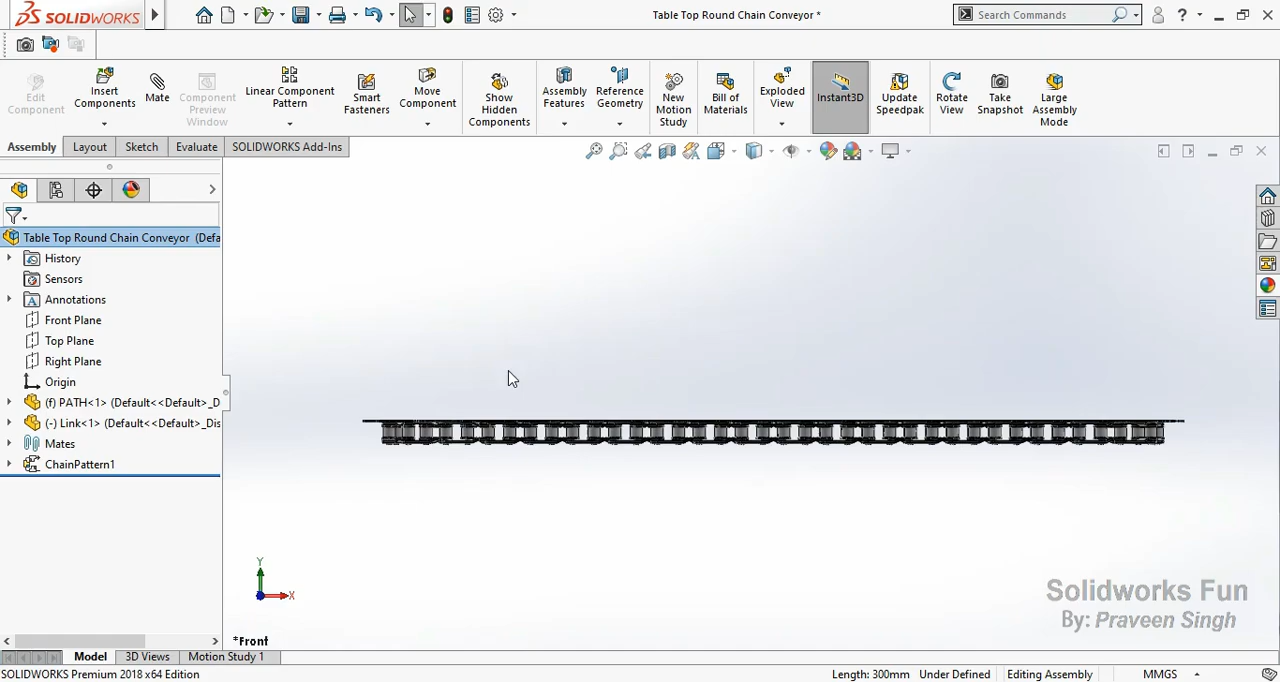 SOLIDWORKS
Table Top Round Chain Conveyor *
Search Commands
?
Edit
Component
Insert
Components
Mate
Component
Preview
Window
Linear Component
Pattern
Smart
Fasteners
Move
Component
Show
Hidden
Components
Assembly
Features
Reference
Geometry
New
Motion
Study
Bill of
Materials
Exploded
View
Instant3D
Update
Speedpak
Rotate
View
Take
Snapshot
Large
Assembly
Mode
Assembly
Layout
Sketch
Evaluate
SOLIDWORKS Add-Ins
Table Top Round Chain Conveyor (Defa
History
Sensors
Annotations
Front Plane
Top Plane
Right Plane
Origin
(f) PATH<1> (Default<<Default>_D
(-) Link<1> (Default<<Default>_Dis
Mates
ChainPattern1
Y
X
*Front
Solidworks Fun
By: Praveen Singh
Model
3D Views
Motion Study 1
SOLIDWORKS Premium 2018 x64 Edition
Length: 300mm
Under Defined
Editing Assembly
MMGS